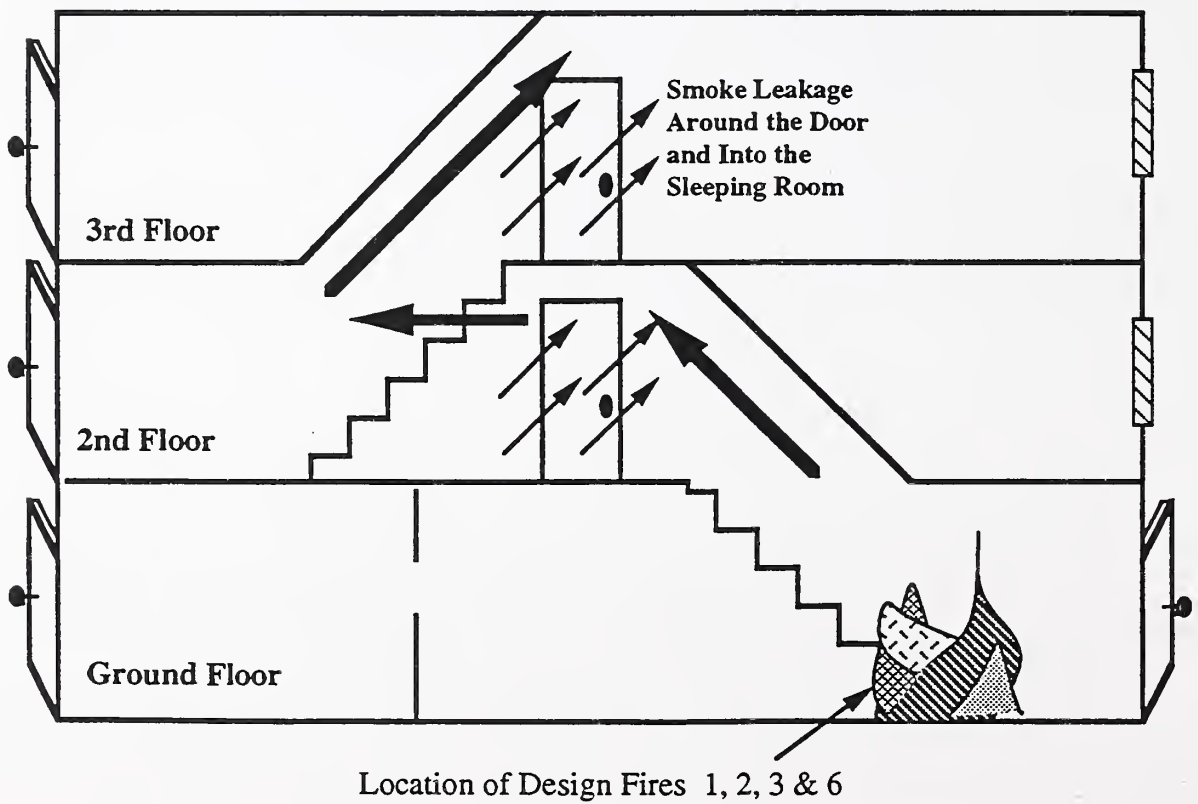 Smoke Leakage
Around the Door
and Into the
Sleeping Room
3rd Floor
2nd Floor
Ground Floor
Location of Design Fires 1, 2, 3 & 6